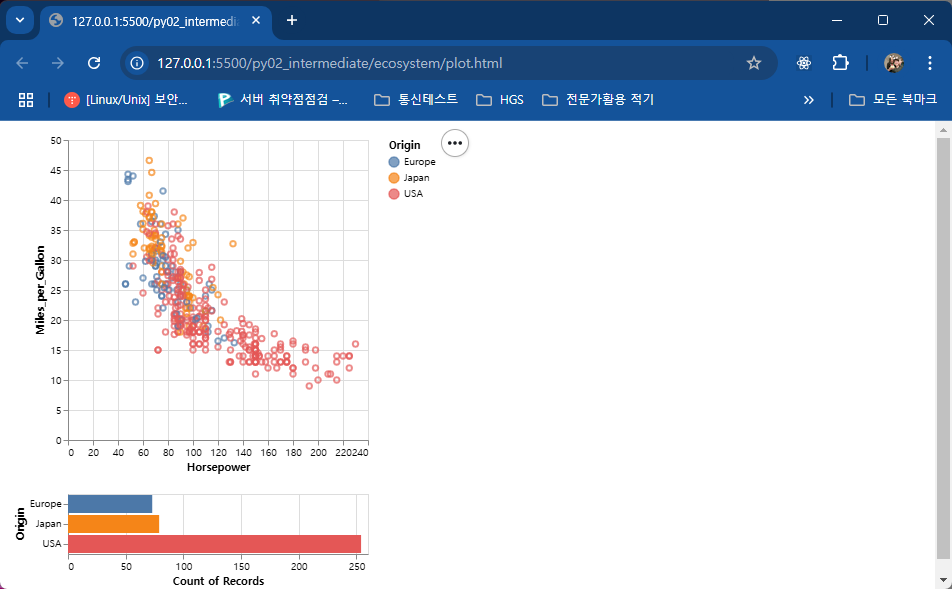 127.0.0.1:5500/py02_intermedia
127.0.0.1:5500/py02_intermediate/ecosystem/plot.html
[Linux/Unix] 보안... 서버 취약점점검 –... 통신테스트 HGS 전문가활용 적기 모든 북마크
50
45
40
35
30
25
20
15
10
5
0
Miles_per_Gallon
0 20 40 60 80 100 120 140 160 180 200 220 240
Horsepower
Origin
Europe
Japan
USA
Origin
Europe
Japan
USA
0 50 100 150 200 250
Count of Records